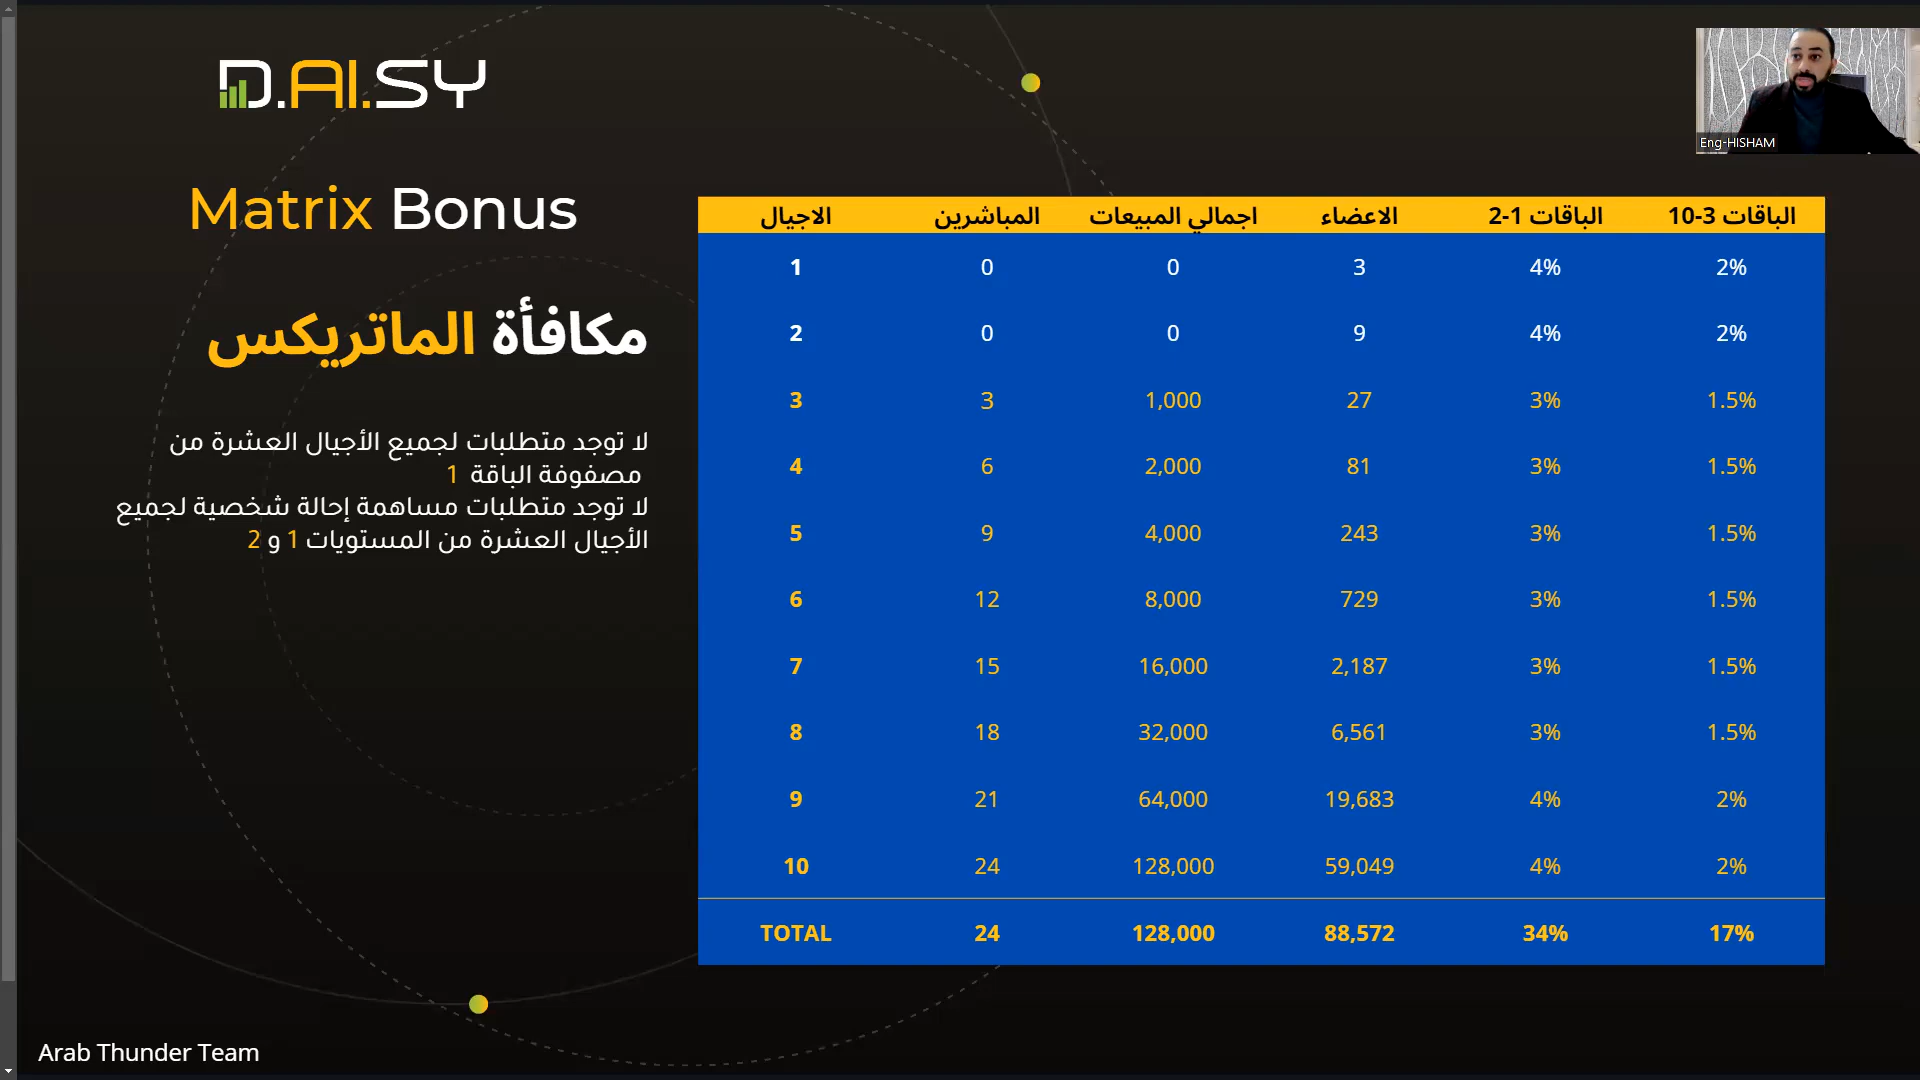 D.AI.SY
Eng-HISHAM
Matrix Bonus
مكافأة الماتريكس
لا توجد متطلبات لجميع الأجيال العشرة من
مصفوفة الباقة 1
لا توجد متطلبات مساهمة إحالة شخصية لجميع
الأجيال العشرة من المستويات 1 و 2
الاجيال المباشرين اجمالي المبيعات الاعضاء الباقات 1-2 الباقات 3-10
1 0 0 3 4% 2%
2 0 0 9 4% 2%
3 3 1,000 27 3% 1.5%
4 6 2,000 81 3% 1.5%
5 9 4,000 243 3% 1.5%
6 12 8,000 729 3% 1.5%
7 15 16,000 2,187 3% 1.5%
8 18 32,000 6,561 3% 1.5%
9 21 64,000 19,683 4% 2%
10 24 128,000 59,049 4% 2%
TOTAL 24 128,000 88,572 34% 17%
Arab Thunder Team